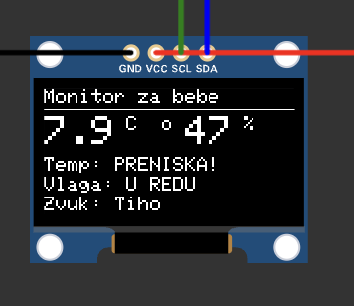 GND VCC SCL SDA
Monitor za bebe
7.9 C o 47 %
Temp: PRENISKA!
Vlaga: U REDU
Zvuk: Tiho